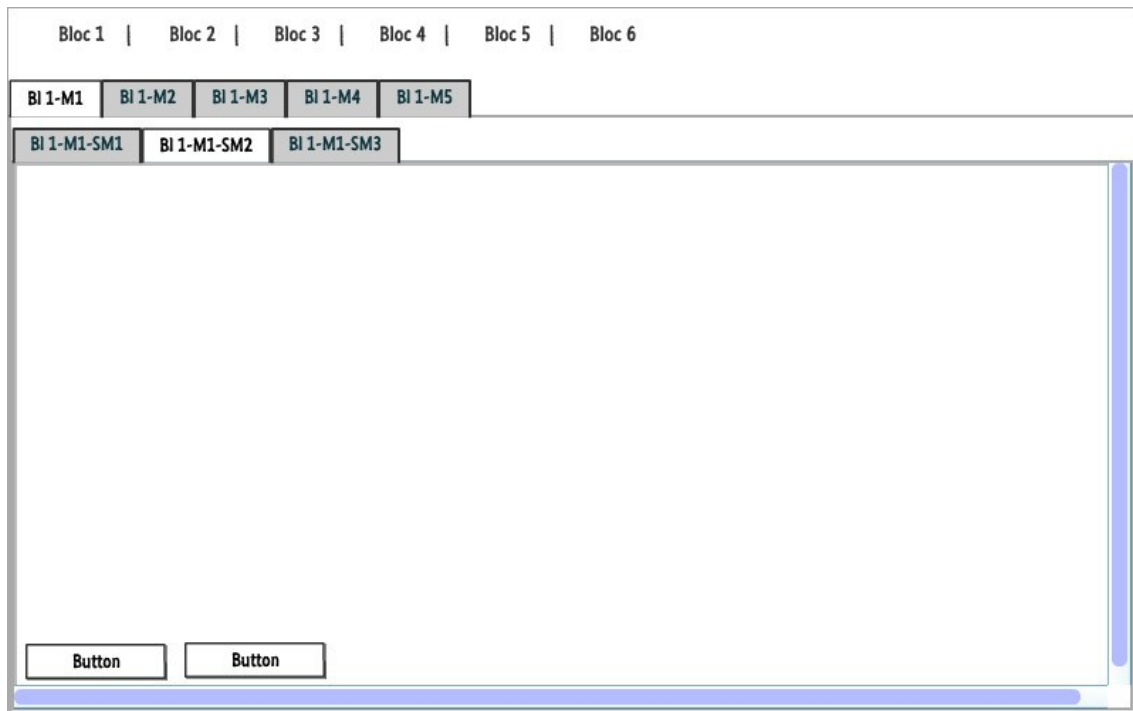 Bloc 1 | Bloc 2 | Bloc 3 | Bloc 4 | Bloc 5 | Bloc 6
Bl 1-M1 Bl 1-M2 Bl 1-M3 Bl 1-M4 Bl 1-M5
Bl 1-M1-SM1 Bl 1-M1-SM2 Bl 1-M1-SM3
Button Button